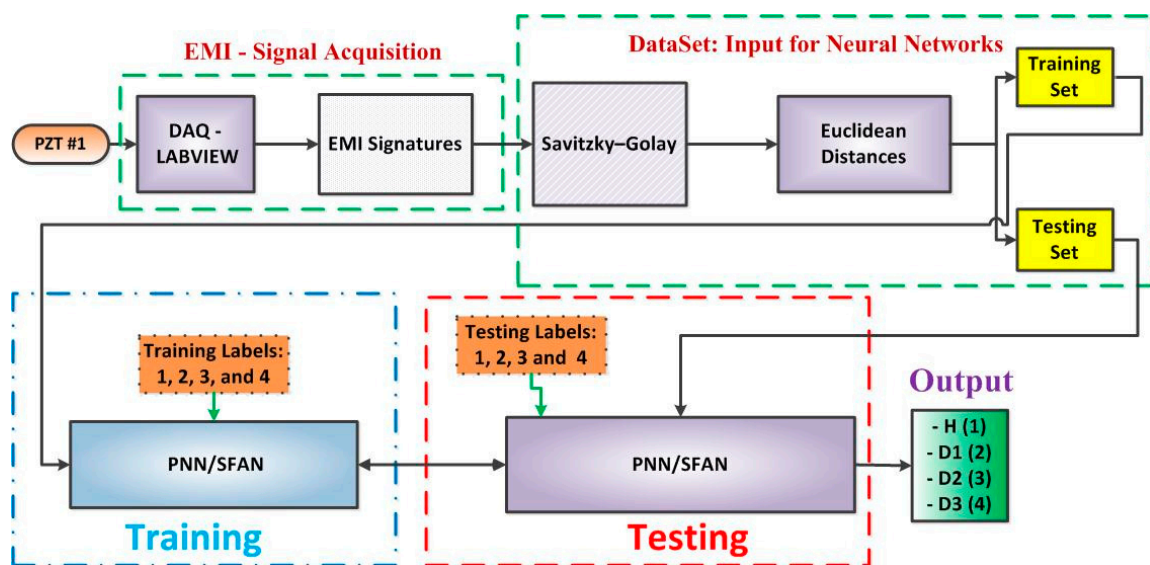 EMI - Signal Acquisition
DataSet: Input for Neural Networks
PZT #1
DAQ -
LABVIEW
EMI Signatures
Savitzky–Golay
Euclidean
Distances
Training
Set
Testing
Set
Training Labels:
1, 2, 3, and 4
PNN/SFAN
Training
Testing Labels:
1, 2, 3 and 4
PNN/SFAN
Testing
Output
- H (1)
- D1 (2)
- D2 (3)
- D3 (4)